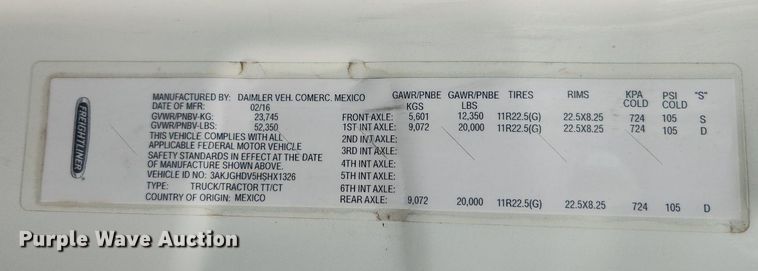 FREIGHTLINER
MANUFACTURED BY: DAIMLER VEH. COMERC. MEXICO
DATE OF MFR: 02/16
GVWR/PNBV-KG: 23,745
GVWR/PNBV-LBS: 52,350
THIS VEHICLE COMPLIES WITH ALL
APPLICABLE FEDERAL MOTOR VEHICLE
SAFETY STANDARDS IN EFFECT AT THE DATE
OF MANUFACTURE SHOWN ABOVE.
VEHICLE ID NUMBER: 3AKJGHDV5HSHX1326
TYPE: TRUCK/TRACTOR TT/CT
COUNTRY OF ORIGIN: MEXICO
GAWR/PNBE GAWR/PNBE TIRES RIMS KPA PSI "S"
KGS LBS COLD COLD
FRONT AXLE: 5,601 12,350 11R22.5(G) 22.5X8.25 724 105 S
1ST INT AXLE: 9,072 20,000 11R22.5(G) 22.5X8.25 724 105 D
2ND INT AXLE:
3RD INT AXLE:
4TH INT AXLE:
5TH INT AXLE:
6TH INT AXLE:
REAR AXLE: 9,072 20,000 11R22.5(G) 22.5X8.25 724 105 D
Purple Wave Auction